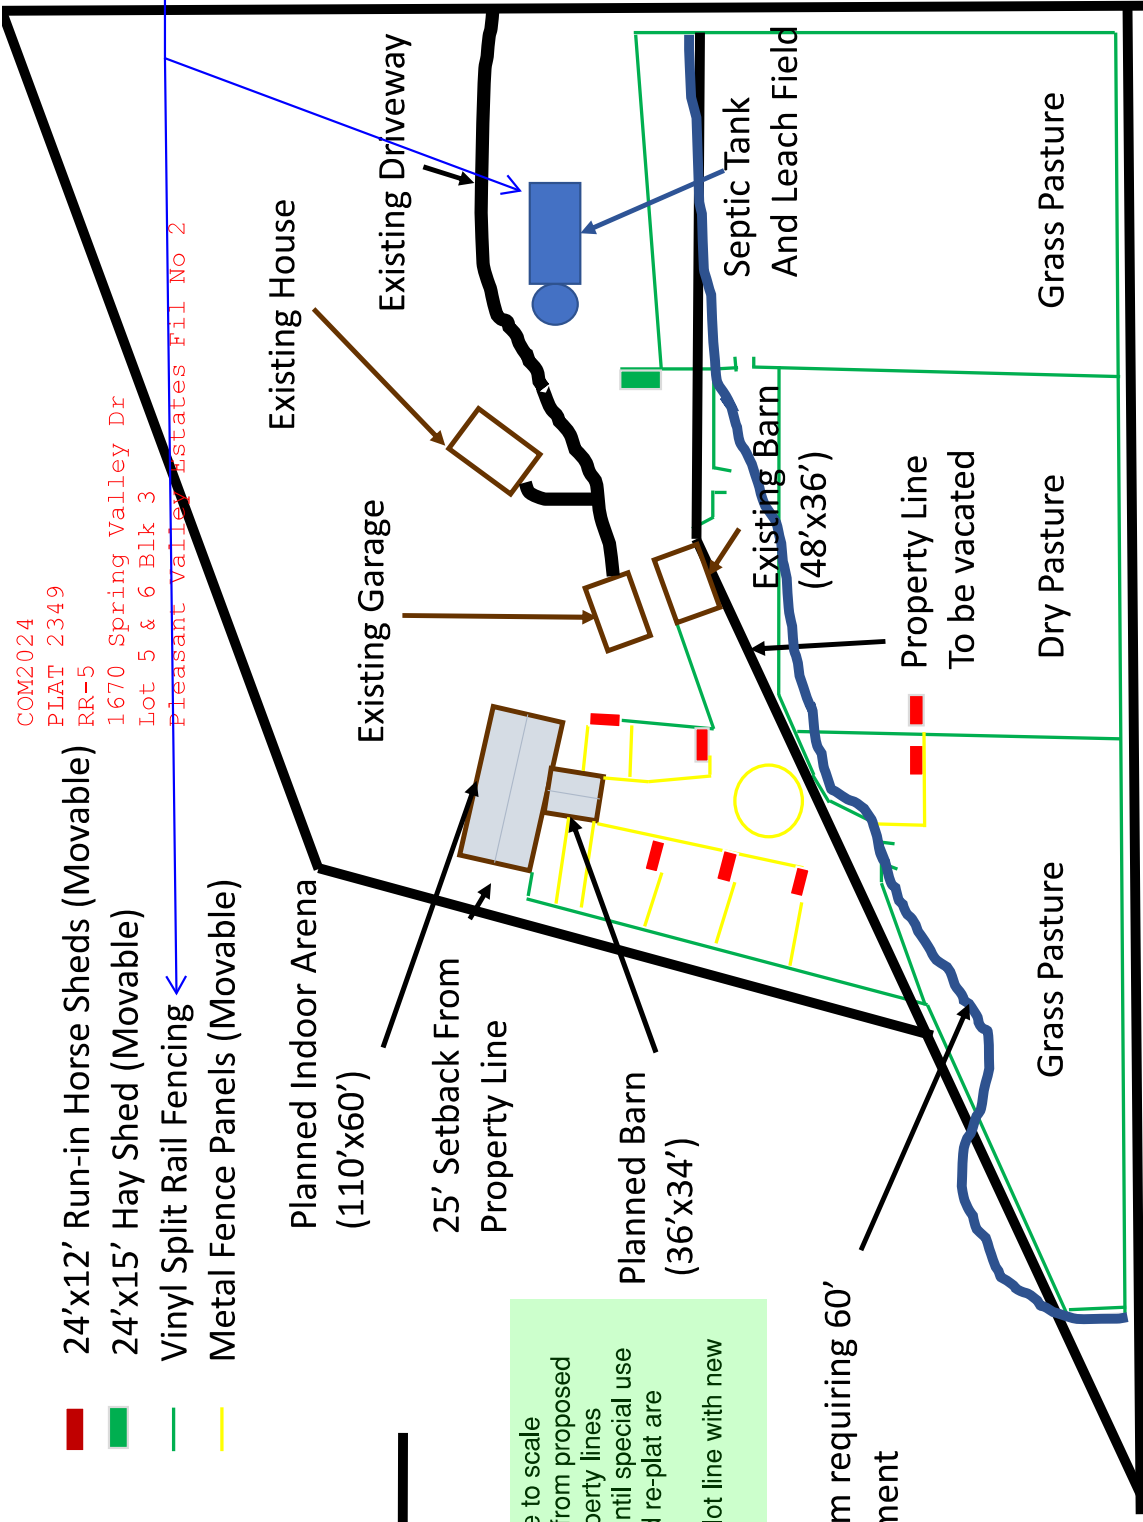 COM2024
PLAT 2349
RR-5
1670 Spring Valley Dr
Lot 5 & 6 Blk 3
Pleasant Valley Estates Fil No 2
24’x12’ Run-in Horse Sheds (Movable)
24’x15’ Hay Shed (Movable)
Vinyl Split Rail Fencing
Metal Fence Panels (Movable)
Existing House
Existing Driveway
Existing Garage
Septic Tank
And Leach Field
Existing Barn
(48’x36’)
Property Line
To be vacated
Grass Pasture
Dry Pasture
Grass Pasture
Planned Indoor Arena
(110’x60’)
25’ Setback From
Property Line
Planned Barn
(36’x34’)
e to scale
from proposed
perty lines
ntil special use
d re-plat are
lot line with new
m requiring 60’
ment